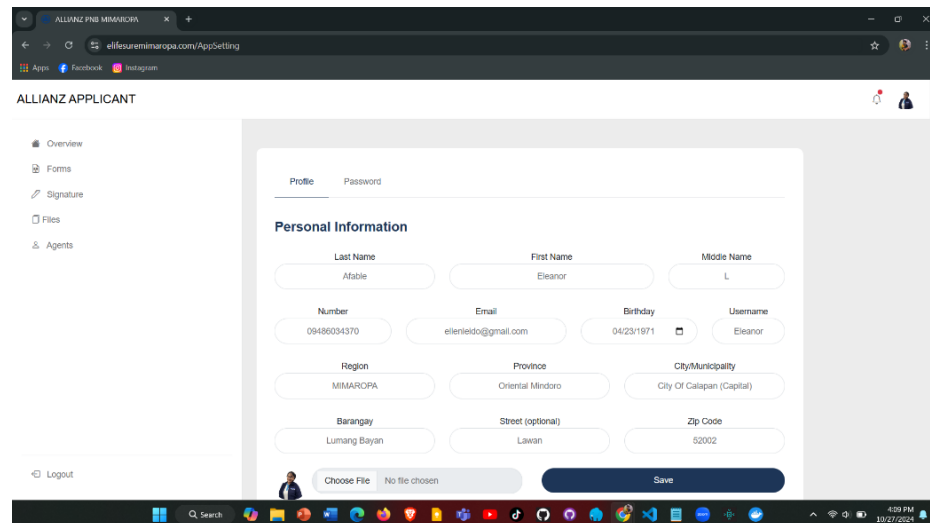 ALLIANZ PNB MIMAROPA
elifesuremimaropa.com/AppSetting
Apps Facebook Instagram
ALLIANZ APPLICANT
Overview
Forms
Signature
Files
Agents
Logout
Profile Password
Personal Information
Last Name First Name Middle Name
Afable Eleanor L
Number Email Birthday Username
09486034370 ellenleido@gmail.com 04/23/1971 Eleanor
Region Province City/Municipality
MIMAROPA Oriental Mindoro City Of Calapan (Capital)
Barangay Street (optional) Zip Code
Lumang Bayan Lawan 52002
Choose File No file chosen Save
Search
4:09 PM
10/27/2024